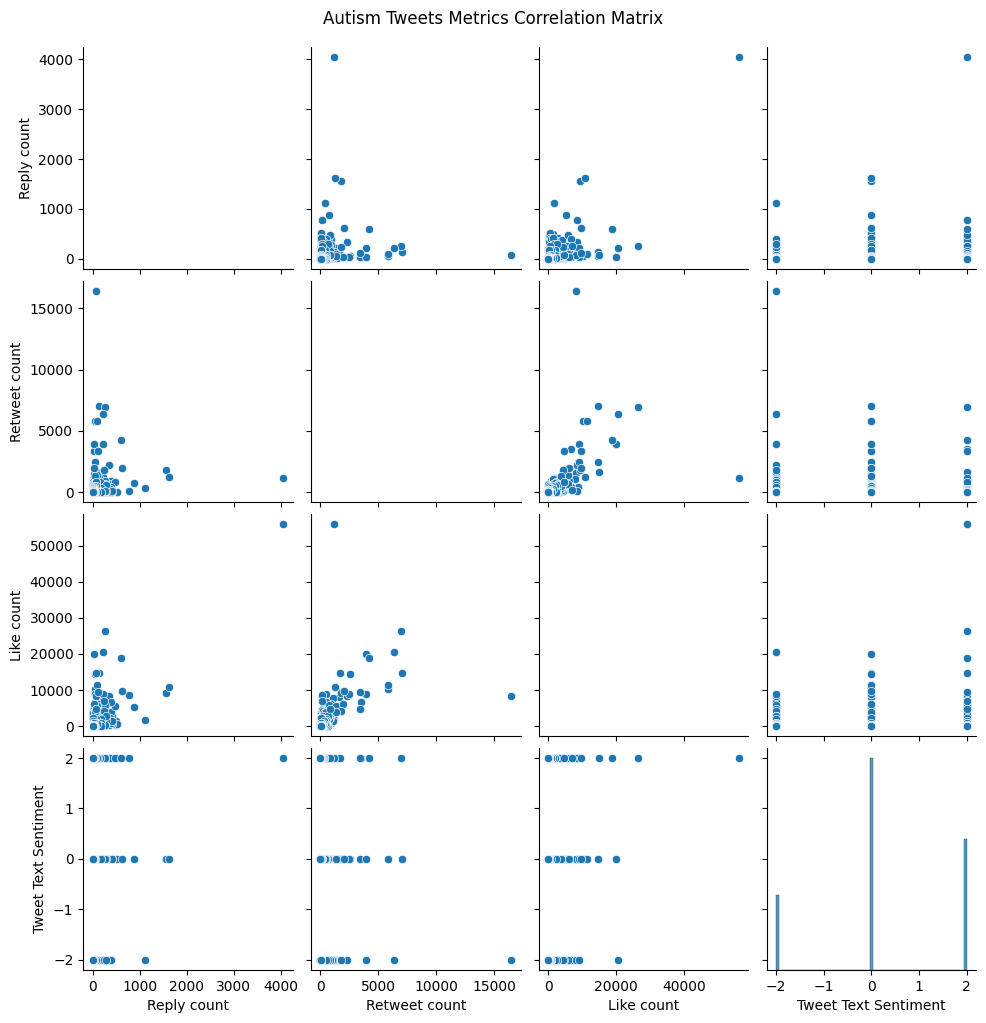 Autism Tweets Metrics Correlation Matrix
4000
3000
2000
1000
0
Reply count
15000
10000
5000
0
Retweet count
50000
40000
30000
20000
10000
0
Like count
2
1
0
−1
−2
Tweet Text Sentiment
0 1000 2000 3000 4000
0 5000 10000 15000
0 20000 40000
−2 −1 0 1 2
Reply count Retweet count Like count Tweet Text Sentiment